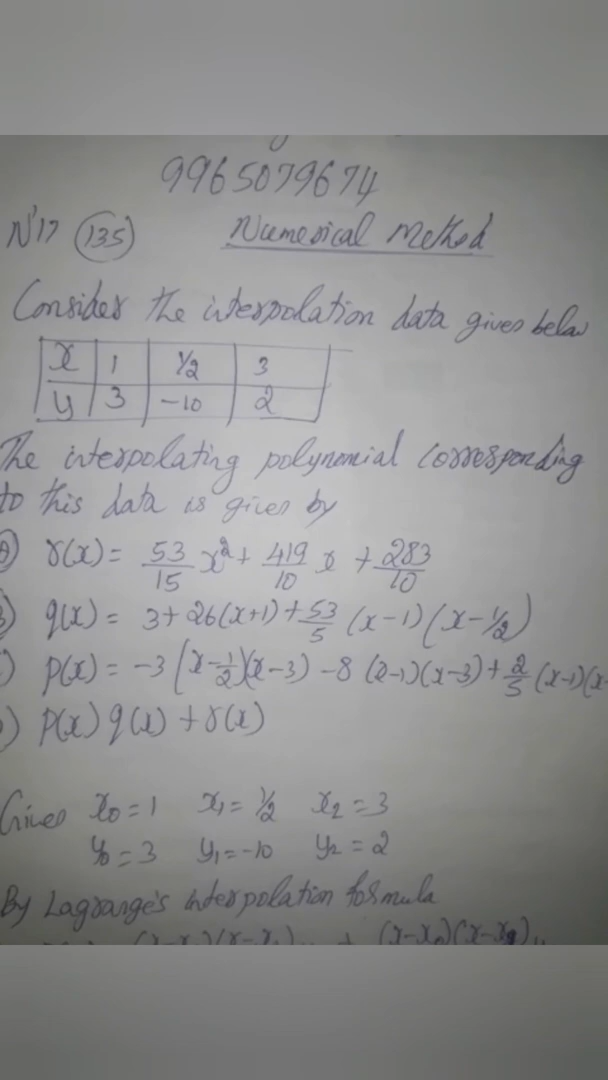 9965079674
N'17 (135) Numerical Method
Consider the interpolation data given below
x 1 1/2 3
y 3 -10 2
The interpolating polynomial corresponding
to this data is given by
r(x) = 53/15 x² + 419/10 x + 283/10
q(x) = 3 + 26(x+1) + 53/5 (x-1)(x-1/2)
p(x) = -3 (x-1/2)(x-3) -8 (x-1)(x-3) + 2/5 (x-1)(x-
p(x) q(x) + r(x)
Given x₀ = 1 x₁ = 1/2 x₂ = 3
y₀ = 3 y₁ = -10 y₂ = 2
By Lagrange's interpolation formula